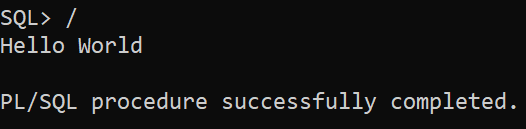 SQL> /
Hello World
PL/SQL procedure successfully completed.